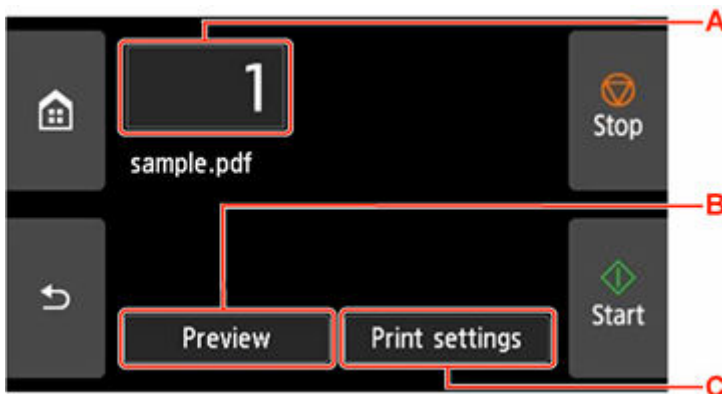 A
1
Stop
sample.pdf
B
Start
Preview
Print settings
C